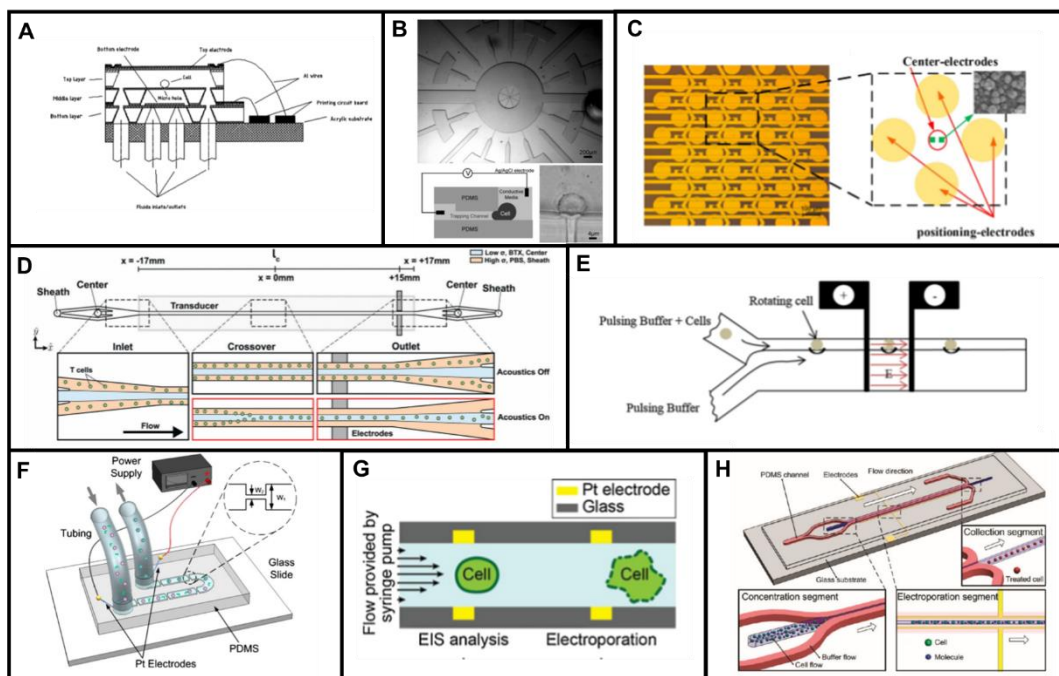 A
Bottom electrode
Top electrode
Cell
Top layer
Micro hole
Al wires
Middle layer
Printing circuit board
Bottom layer
Acrylic substrate
Fluids inlets/outlets
B
200μm
V
Ag/AgCl electrode
PDMS
Conductive
Media
Trapping Channel
Cell
PDMS
4μm
C
Center-electrodes
positioning-electrodes
D
x = -17mm
x = +17mm
x = 0mm
+15mm
Low σ, BTX, Center
High σ, PBS, Sheath
Sheath
Center
Transducer
Center
Sheath
Inlet
Crossover
Outlet
T cells
Acoustics Off
Flow
Electrodes
Acoustics On
E
+
-
Rotating cell
Pulsing Buffer + Cells
E
Pulsing Buffer
F
Power
Supply
Tubing
W₂
W₁
Glass
Slide
Pt Electrodes
PDMS
G
Pt electrode
Glass
Flow provided by
syringe pump
Cell
Cell
EIS analysis
Electroporation
H
PDMS channel
Electrodes
Flow direction
Collection segment
Treated cell
Glass substrate
Concentration segment
Electroporation segment
Cell flow
Buffer flow
Cell
Molecule